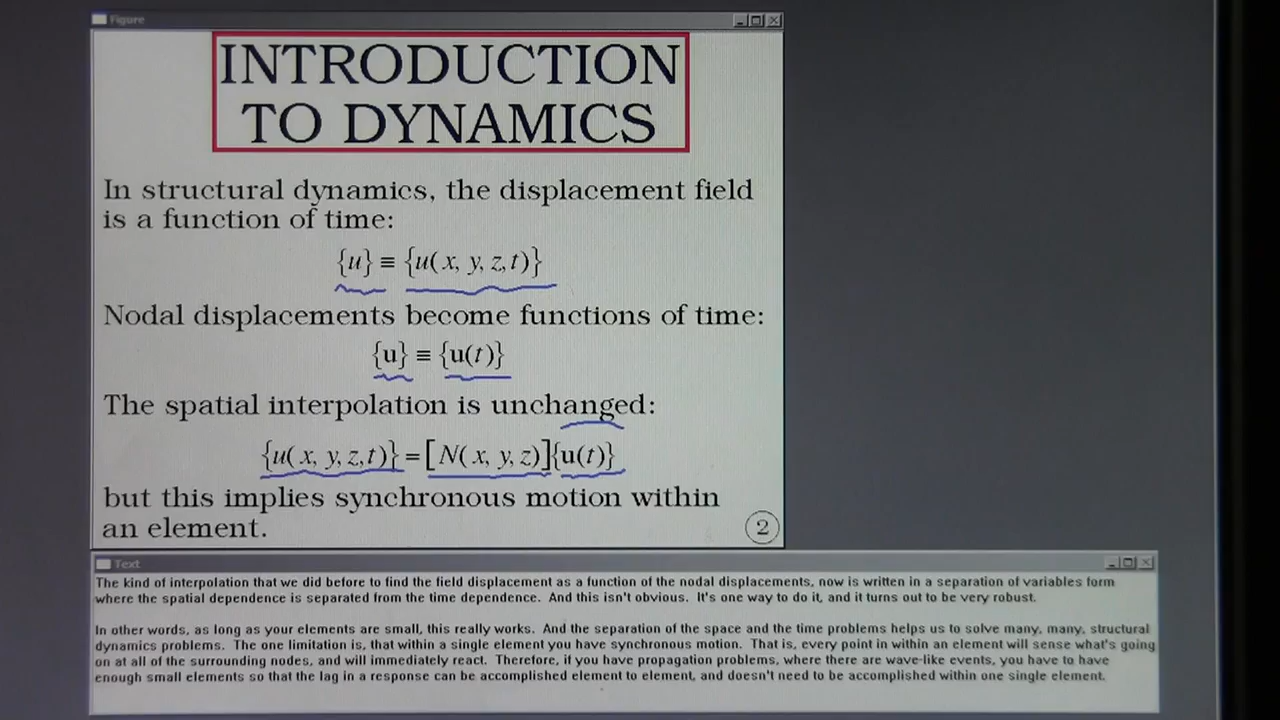 Figure
INTRODUCTION
TO DYNAMICS
In structural dynamics, the displacement field
is a function of time:
{u} ≡ {u(x, y, z,t)}
Nodal displacements become functions of time:
{u} ≡ {u(t)}
The spatial interpolation is unchanged:
{u(x, y, z,t)} = [N(x, y, z)]{u(t)}
but this implies synchronous motion within
an element.
2
Text
The kind of interpolation that we did before to find the field displacement as a function of the nodal displacements, now is written in a separation of variables form
where the spatial dependence is separated from the time dependence. And this isn't obvious. It's one way to do it, and it turns out to be very robust.
In other words, as long as your elements are small, this really works. And the separation of the space and the time problems helps us to solve many, many, structural
dynamics problems. The one limitation is, that within a single element you have synchronous motion. That is, every point in within an element will sense what's going
on at all of the surrounding nodes, and will immediately react. Therefore, if you have propagation problems, where there are wave-like events, you have to have
enough small elements so that the lag in a response can be accomplished element to element, and doesn't need to be accomplished within one single element.